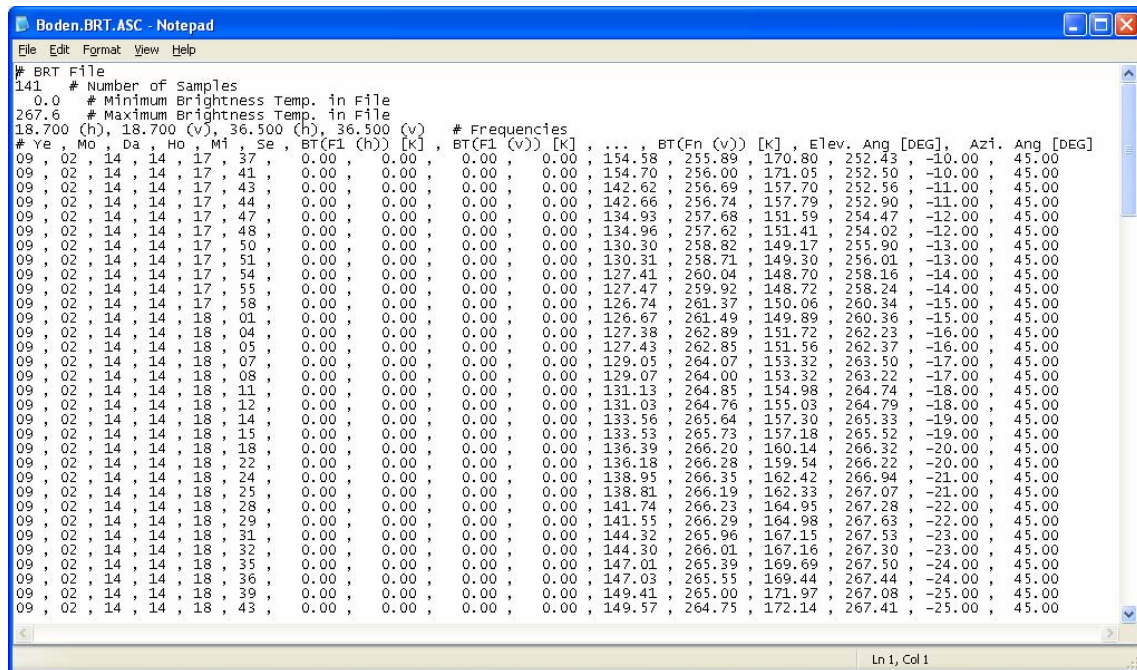 Boden.BRT.ASC - Notepad
File Edit Format View Help
# BRT File
141 # Number of Samples
0.0 # Minimum Brightness Temp. in File
267.6 # Maximum Brightness Temp. in File
18.700 (h), 18.700 (v), 36.500 (h), 36.500 (v) # Frequencies
# Ye , Mo , Da , Ho , Mi , Se , BT(F1 (h)) [K] , BT(F1 (v)) [K] , ... , BT(Fn (v)) [K] , Elev. Ang [DEG], Azi. Ang [DEG]
09 , 02 , 14 , 14 , 17 , 37 , 0.00 , 0.00 , 0.00 , 0.00 , 154.58 , 255.89 , 170.80 , 252.43 , -10.00 , 45.00
09 , 02 , 14 , 14 , 17 , 41 , 0.00 , 0.00 , 0.00 , 0.00 , 154.70 , 256.00 , 171.05 , 252.50 , -10.00 , 45.00
09 , 02 , 14 , 14 , 17 , 43 , 0.00 , 0.00 , 0.00 , 0.00 , 142.62 , 256.69 , 157.70 , 252.56 , -11.00 , 45.00
09 , 02 , 14 , 14 , 17 , 44 , 0.00 , 0.00 , 0.00 , 0.00 , 142.66 , 256.74 , 157.79 , 252.90 , -11.00 , 45.00
09 , 02 , 14 , 14 , 17 , 47 , 0.00 , 0.00 , 0.00 , 0.00 , 134.93 , 257.68 , 151.59 , 254.47 , -12.00 , 45.00
09 , 02 , 14 , 14 , 17 , 48 , 0.00 , 0.00 , 0.00 , 0.00 , 134.96 , 257.62 , 151.41 , 254.02 , -12.00 , 45.00
09 , 02 , 14 , 14 , 17 , 50 , 0.00 , 0.00 , 0.00 , 0.00 , 130.30 , 258.82 , 149.17 , 255.90 , -13.00 , 45.00
09 , 02 , 14 , 14 , 17 , 51 , 0.00 , 0.00 , 0.00 , 0.00 , 130.31 , 258.71 , 149.30 , 256.01 , -13.00 , 45.00
09 , 02 , 14 , 14 , 17 , 54 , 0.00 , 0.00 , 0.00 , 0.00 , 127.41 , 260.04 , 148.70 , 258.16 , -14.00 , 45.00
09 , 02 , 14 , 14 , 17 , 55 , 0.00 , 0.00 , 0.00 , 0.00 , 127.47 , 259.92 , 148.72 , 258.24 , -14.00 , 45.00
09 , 02 , 14 , 14 , 17 , 58 , 0.00 , 0.00 , 0.00 , 0.00 , 126.74 , 261.37 , 150.06 , 260.34 , -15.00 , 45.00
09 , 02 , 14 , 14 , 18 , 01 , 0.00 , 0.00 , 0.00 , 0.00 , 126.67 , 261.49 , 149.89 , 260.36 , -15.00 , 45.00
09 , 02 , 14 , 14 , 18 , 04 , 0.00 , 0.00 , 0.00 , 0.00 , 127.38 , 262.89 , 151.72 , 262.23 , -16.00 , 45.00
09 , 02 , 14 , 14 , 18 , 05 , 0.00 , 0.00 , 0.00 , 0.00 , 127.43 , 262.85 , 151.56 , 262.37 , -16.00 , 45.00
09 , 02 , 14 , 14 , 18 , 07 , 0.00 , 0.00 , 0.00 , 0.00 , 129.05 , 264.07 , 153.32 , 263.50 , -17.00 , 45.00
09 , 02 , 14 , 14 , 18 , 08 , 0.00 , 0.00 , 0.00 , 0.00 , 129.07 , 264.00 , 153.32 , 263.22 , -17.00 , 45.00
09 , 02 , 14 , 14 , 18 , 11 , 0.00 , 0.00 , 0.00 , 0.00 , 131.13 , 264.85 , 154.98 , 264.74 , -18.00 , 45.00
09 , 02 , 14 , 14 , 18 , 12 , 0.00 , 0.00 , 0.00 , 0.00 , 131.03 , 264.76 , 155.03 , 264.79 , -18.00 , 45.00
09 , 02 , 14 , 14 , 18 , 14 , 0.00 , 0.00 , 0.00 , 0.00 , 133.56 , 265.64 , 157.30 , 265.33 , -19.00 , 45.00
09 , 02 , 14 , 14 , 18 , 15 , 0.00 , 0.00 , 0.00 , 0.00 , 133.53 , 265.73 , 157.18 , 265.52 , -19.00 , 45.00
09 , 02 , 14 , 14 , 18 , 18 , 0.00 , 0.00 , 0.00 , 0.00 , 136.39 , 266.20 , 160.14 , 266.32 , -20.00 , 45.00
09 , 02 , 14 , 14 , 18 , 22 , 0.00 , 0.00 , 0.00 , 0.00 , 136.18 , 266.28 , 159.54 , 266.22 , -20.00 , 45.00
09 , 02 , 14 , 14 , 18 , 24 , 0.00 , 0.00 , 0.00 , 0.00 , 138.95 , 266.35 , 162.42 , 266.94 , -21.00 , 45.00
09 , 02 , 14 , 14 , 18 , 25 , 0.00 , 0.00 , 0.00 , 0.00 , 138.81 , 266.19 , 162.33 , 267.07 , -21.00 , 45.00
09 , 02 , 14 , 14 , 18 , 28 , 0.00 , 0.00 , 0.00 , 0.00 , 141.74 , 266.23 , 164.95 , 267.28 , -22.00 , 45.00
09 , 02 , 14 , 14 , 18 , 29 , 0.00 , 0.00 , 0.00 , 0.00 , 141.55 , 266.29 , 164.98 , 267.63 , -22.00 , 45.00
09 , 02 , 14 , 14 , 18 , 31 , 0.00 , 0.00 , 0.00 , 0.00 , 144.32 , 265.96 , 167.15 , 267.53 , -23.00 , 45.00
09 , 02 , 14 , 14 , 18 , 32 , 0.00 , 0.00 , 0.00 , 0.00 , 144.30 , 266.01 , 167.16 , 267.30 , -23.00 , 45.00
09 , 02 , 14 , 14 , 18 , 35 , 0.00 , 0.00 , 0.00 , 0.00 , 147.01 , 265.39 , 169.69 , 267.50 , -24.00 , 45.00
09 , 02 , 14 , 14 , 18 , 36 , 0.00 , 0.00 , 0.00 , 0.00 , 147.03 , 265.55 , 169.44 , 267.44 , -24.00 , 45.00
09 , 02 , 14 , 14 , 18 , 39 , 0.00 , 0.00 , 0.00 , 0.00 , 149.41 , 265.00 , 171.97 , 267.08 , -25.00 , 45.00
09 , 02 , 14 , 14 , 18 , 43 , 0.00 , 0.00 , 0.00 , 0.00 , 149.57 , 264.75 , 172.14 , 267.41 , -25.00 , 45.00
Ln 1, Col 1